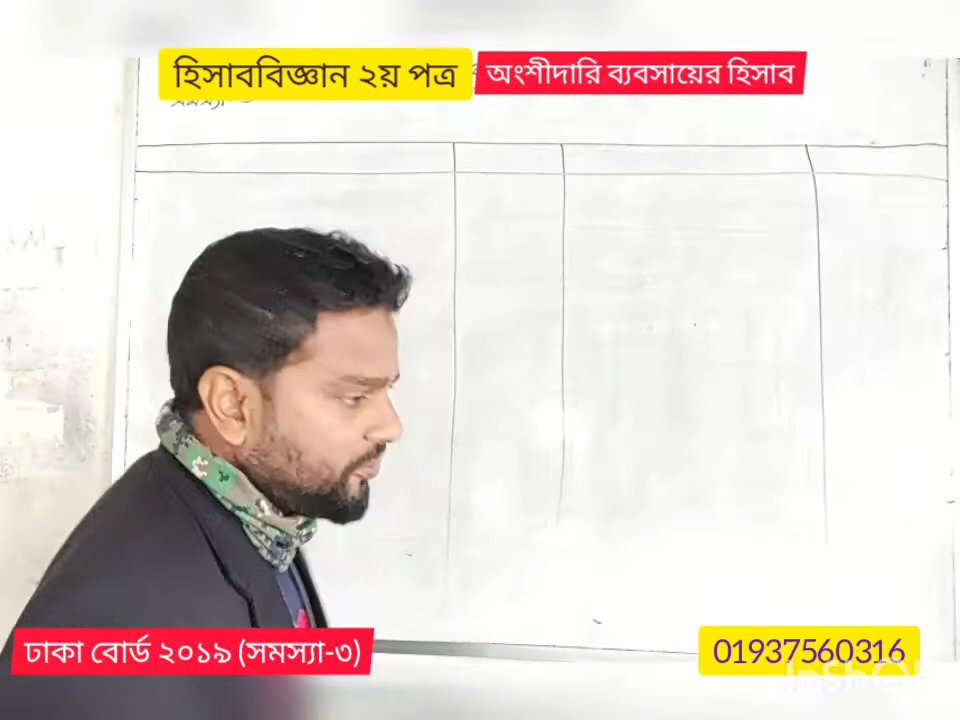 হিসাববিজ্ঞান ২য় পত্র
অংশীদারি ব্যবসায়ের হিসাব
ঢাকা বোর্ড ২০১৯ (সমস্যা-৩)
01937560316